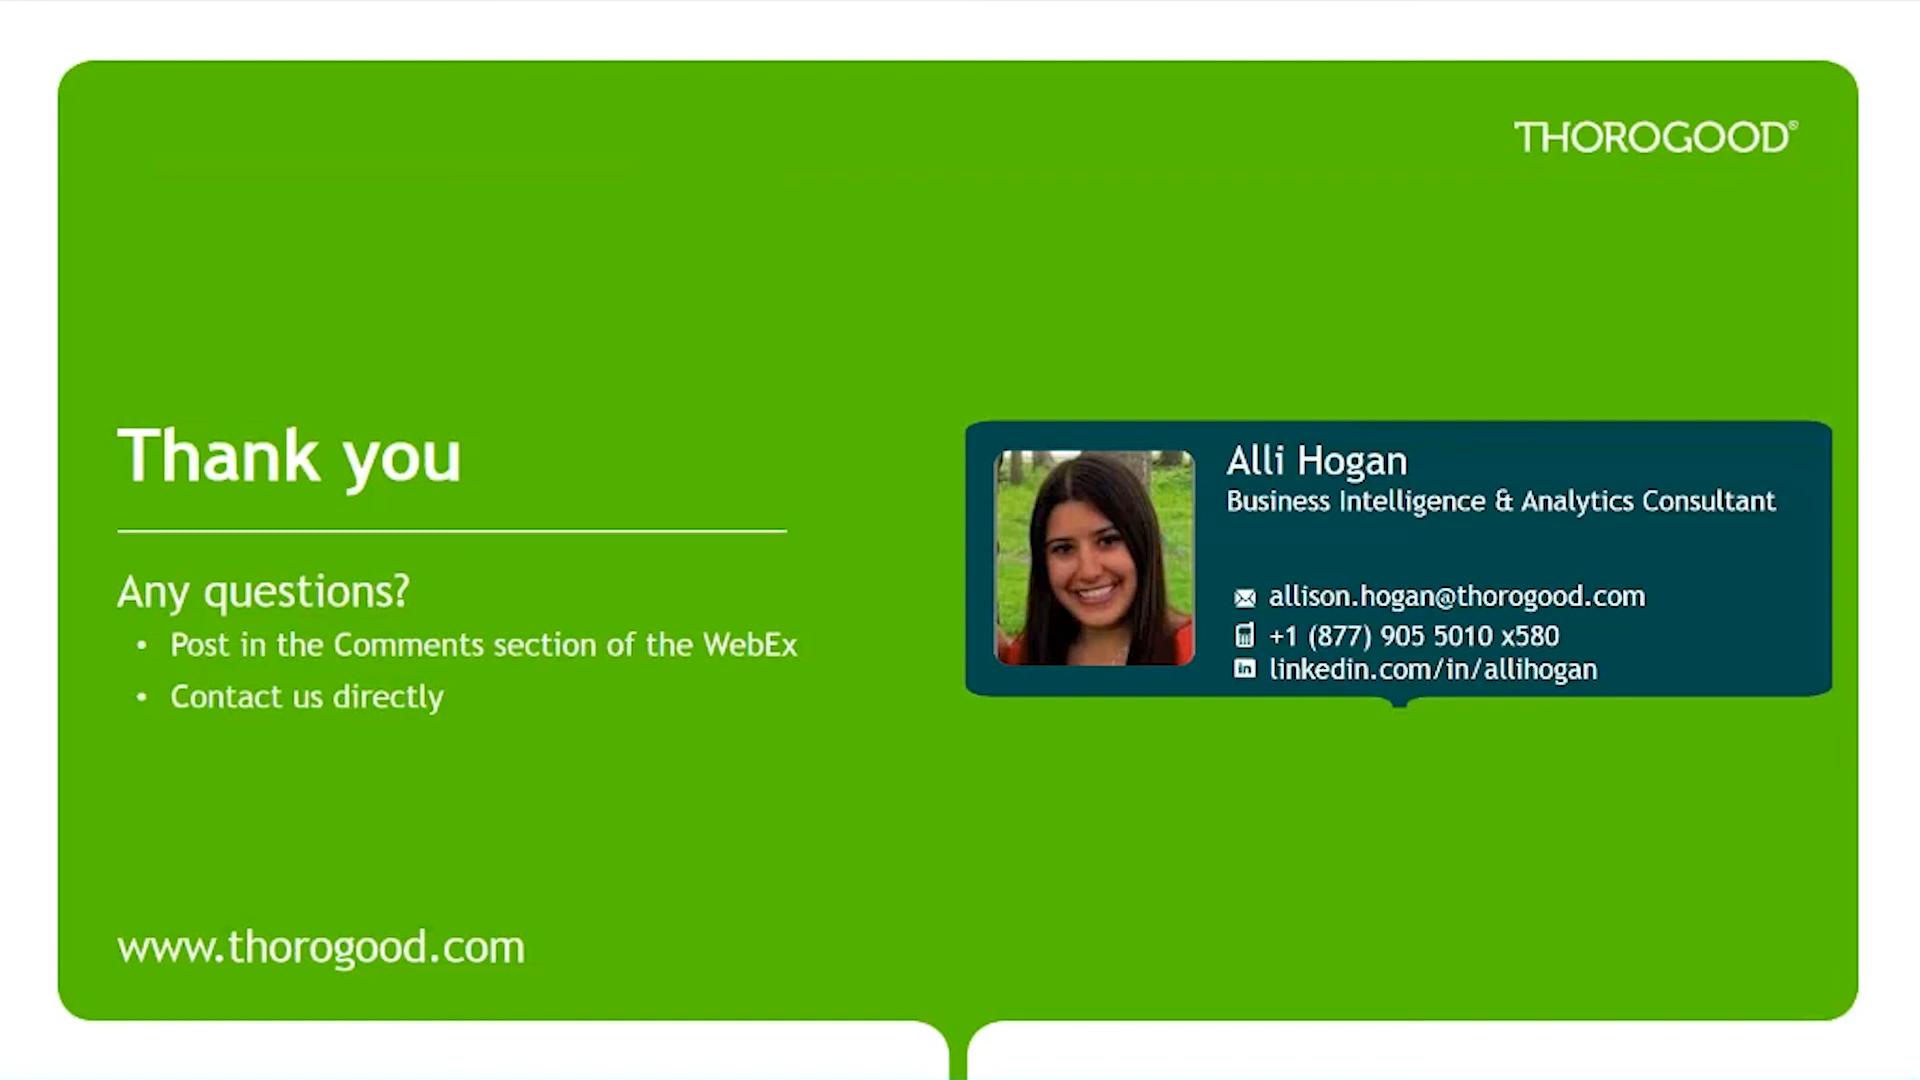 THOROGOOD®
Thank you
Any questions?
• Post in the Comments section of the WebEx
• Contact us directly
Alli Hogan
Business Intelligence & Analytics Consultant
allison.hogan@thorogood.com
+1 (877) 905 5010 x580
in linkedin.com/in/allihogan
www.thorogood.com